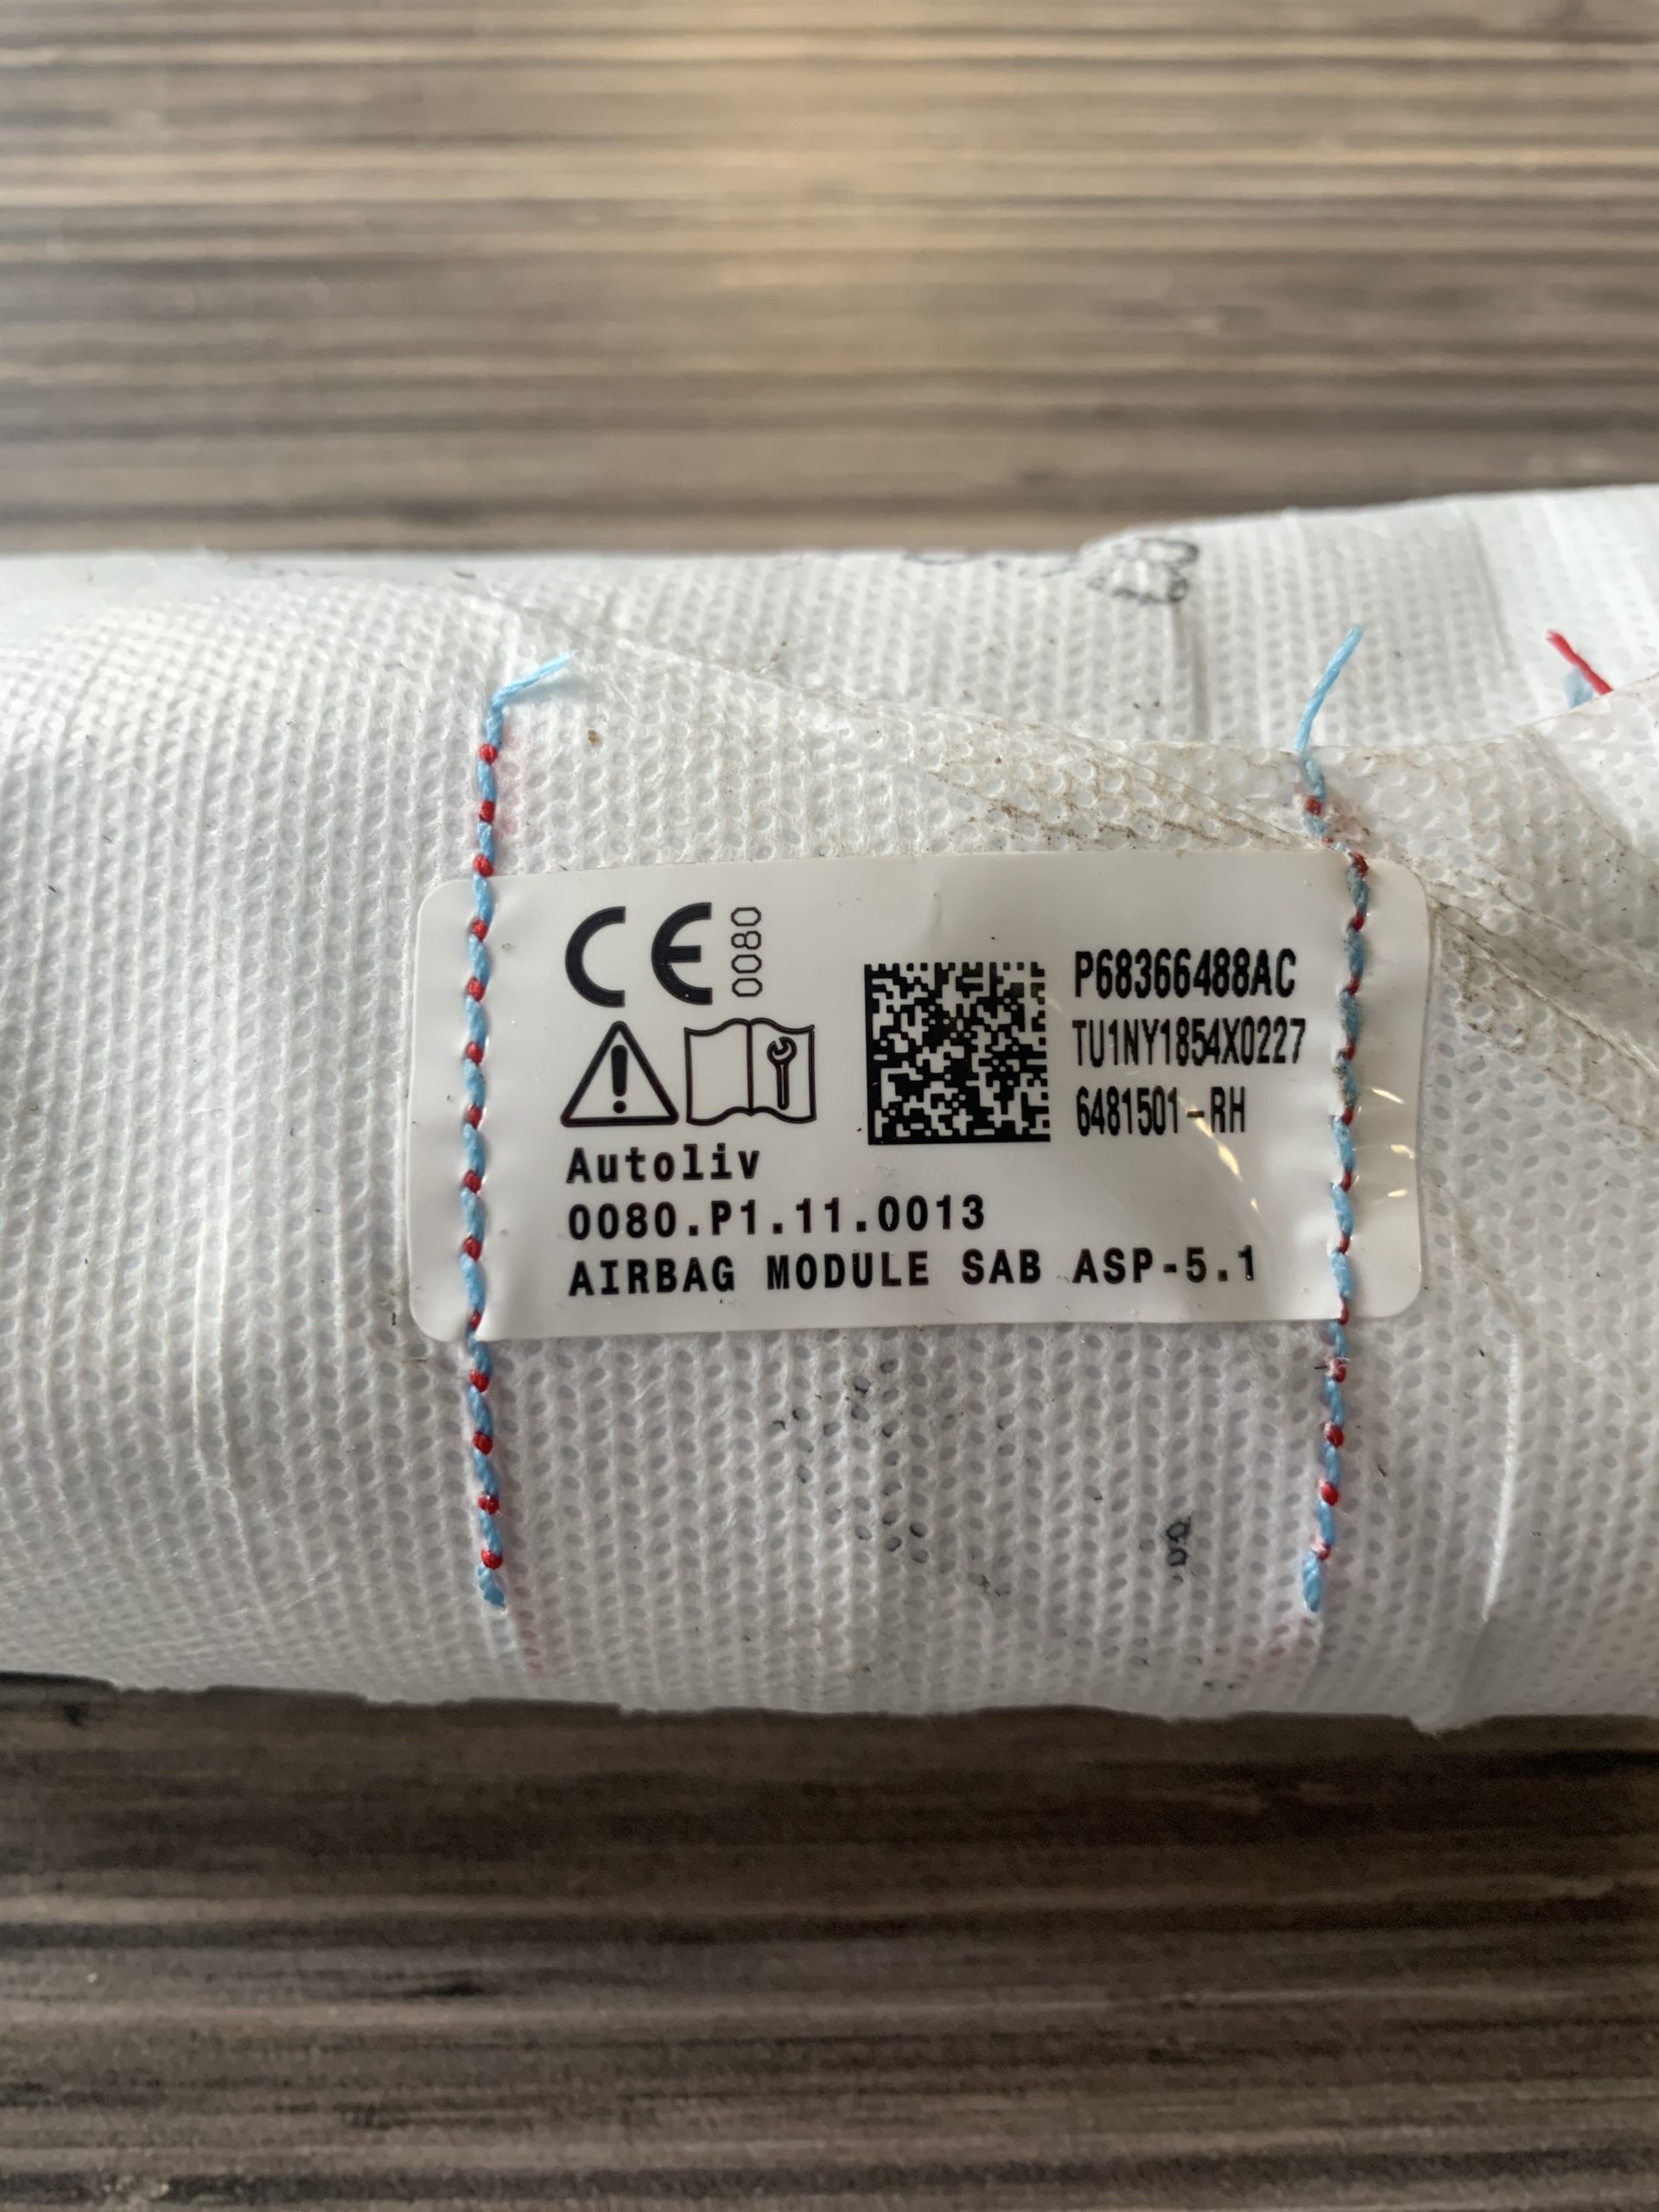 CE 0080
P68366488AC
TU1NY1854X0227
6481501-RH
Autoliv
0080.P1.11.0013
AIRBAG MODULE SAB ASP-5.1